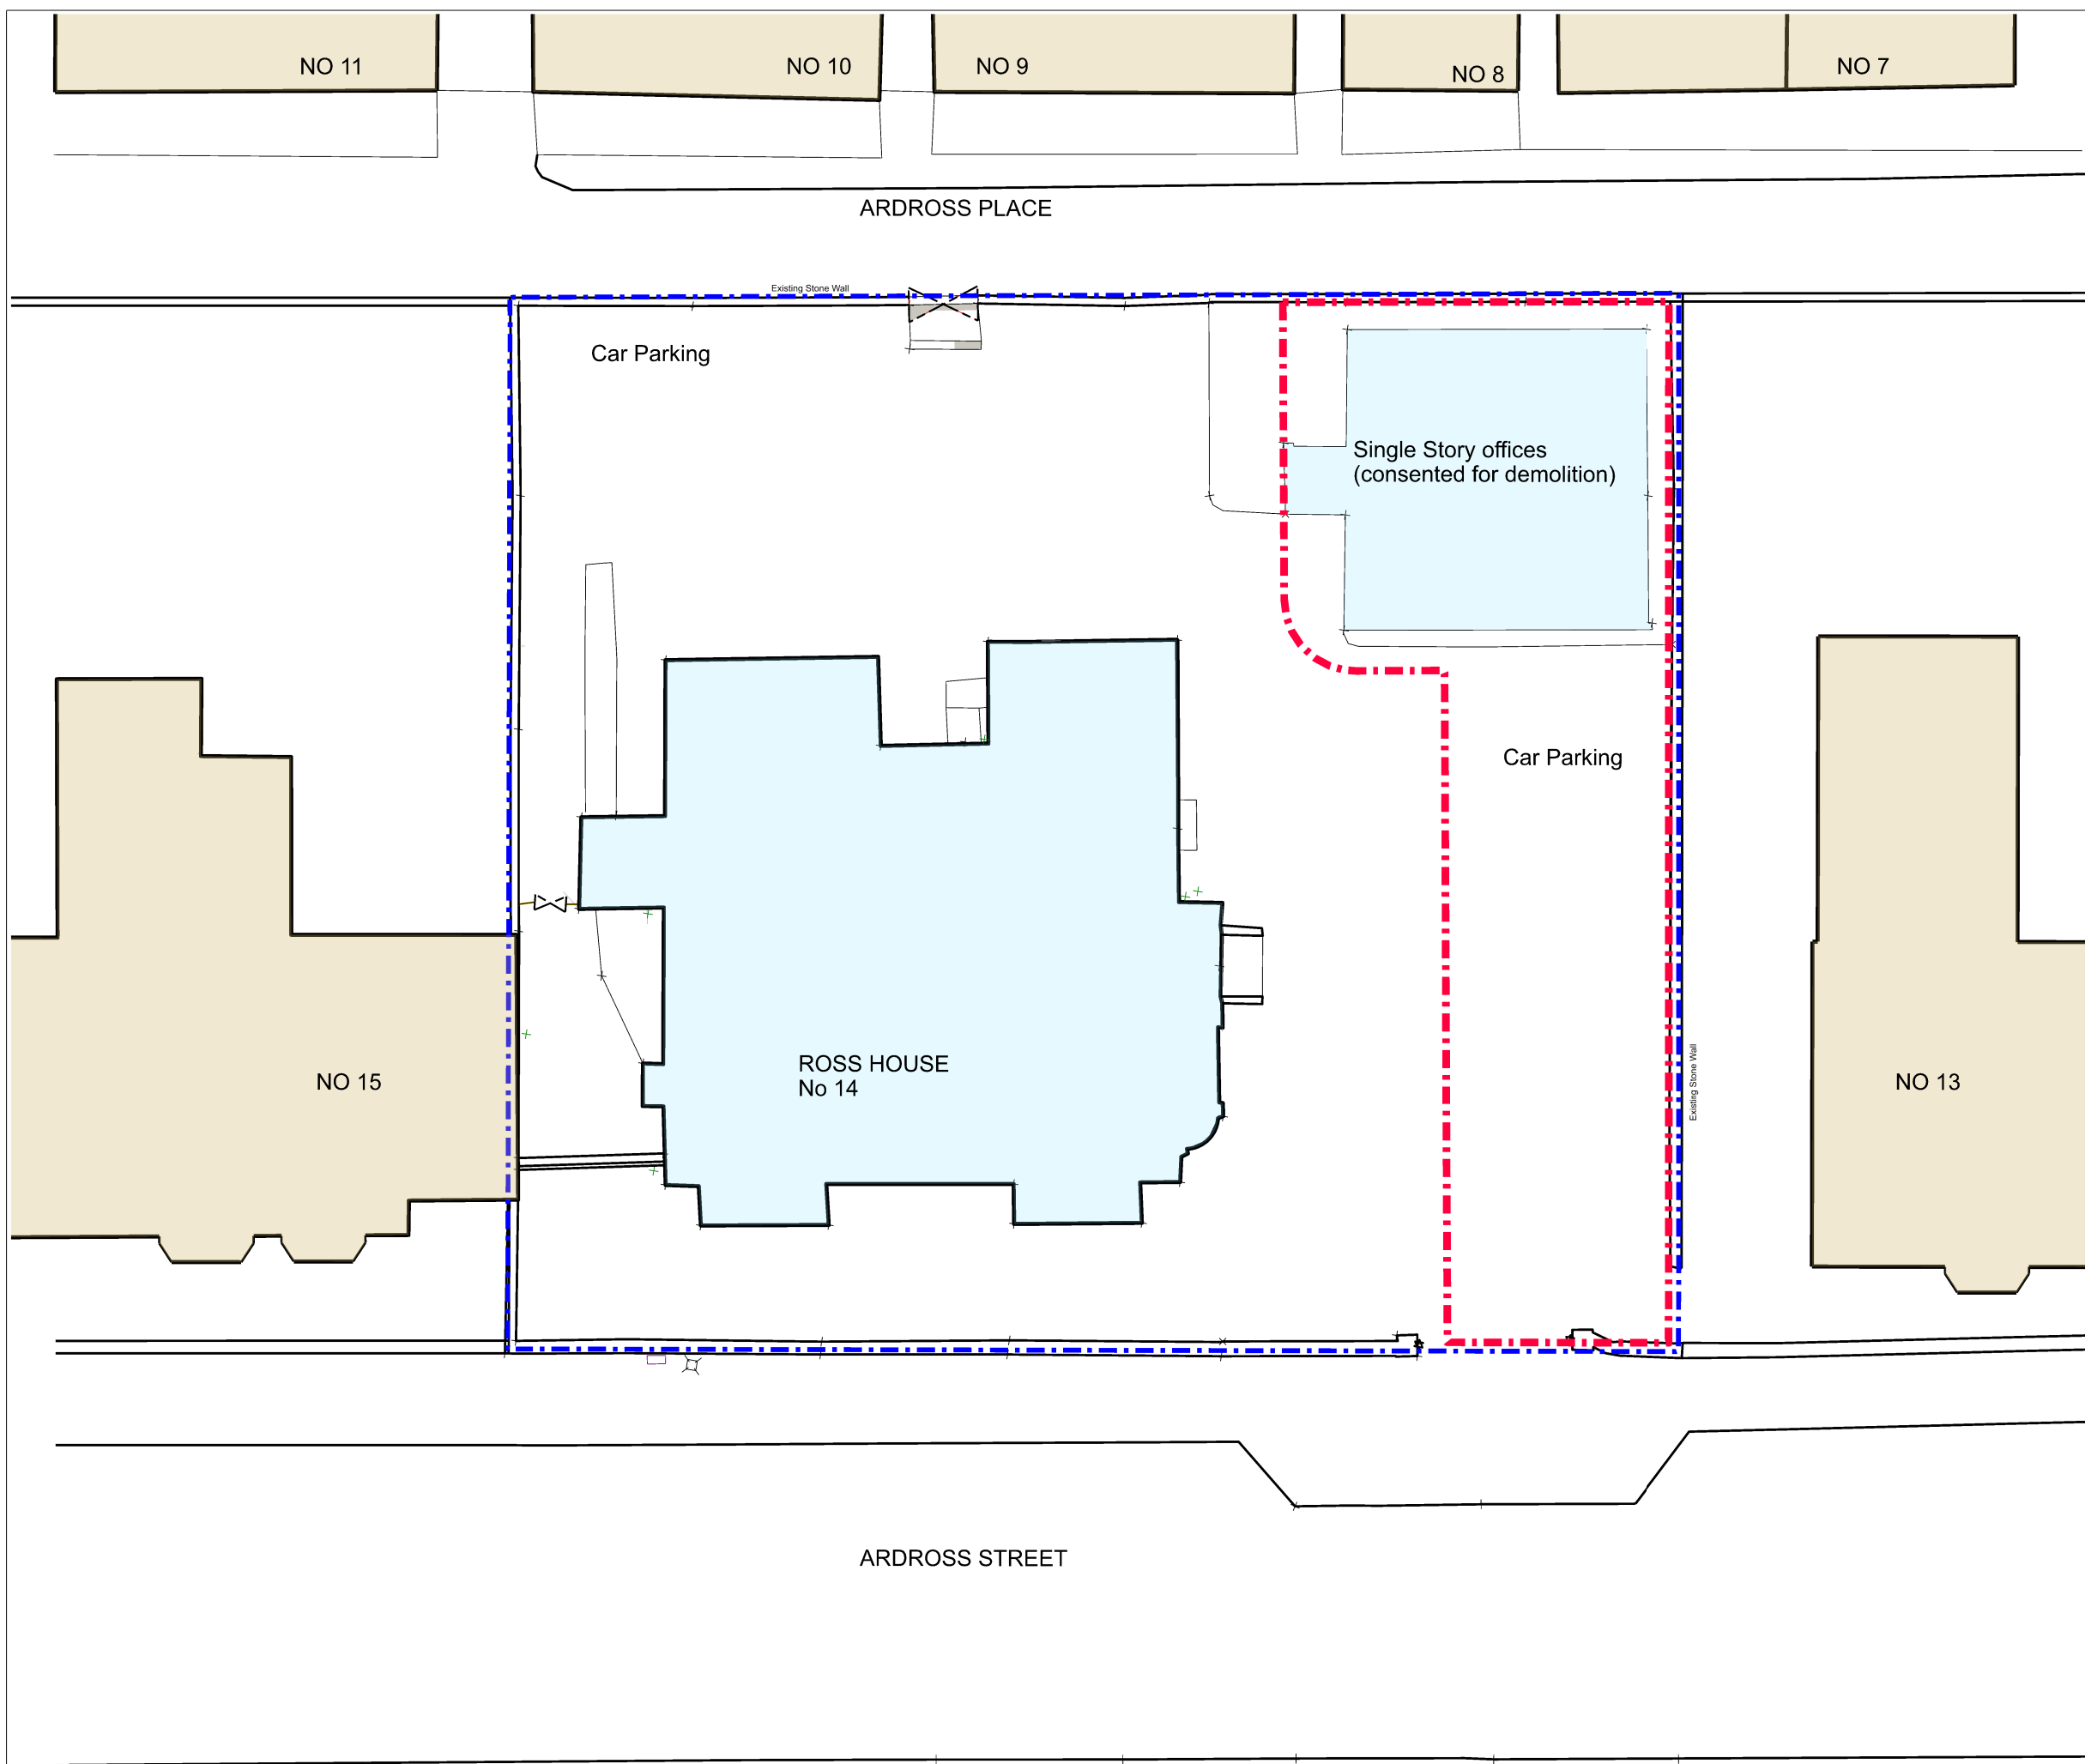 NO 11
NO 10
NO 9
NO 8
NO 7
ARDROSS PLACE
Existing Stone Wall
Car Parking
Single Story offices
(consented for demolition)
Car Parking
ROSS HOUSE
No 14
NO 15
Existing Stone Wall
NO 13
ARDROSS STREET